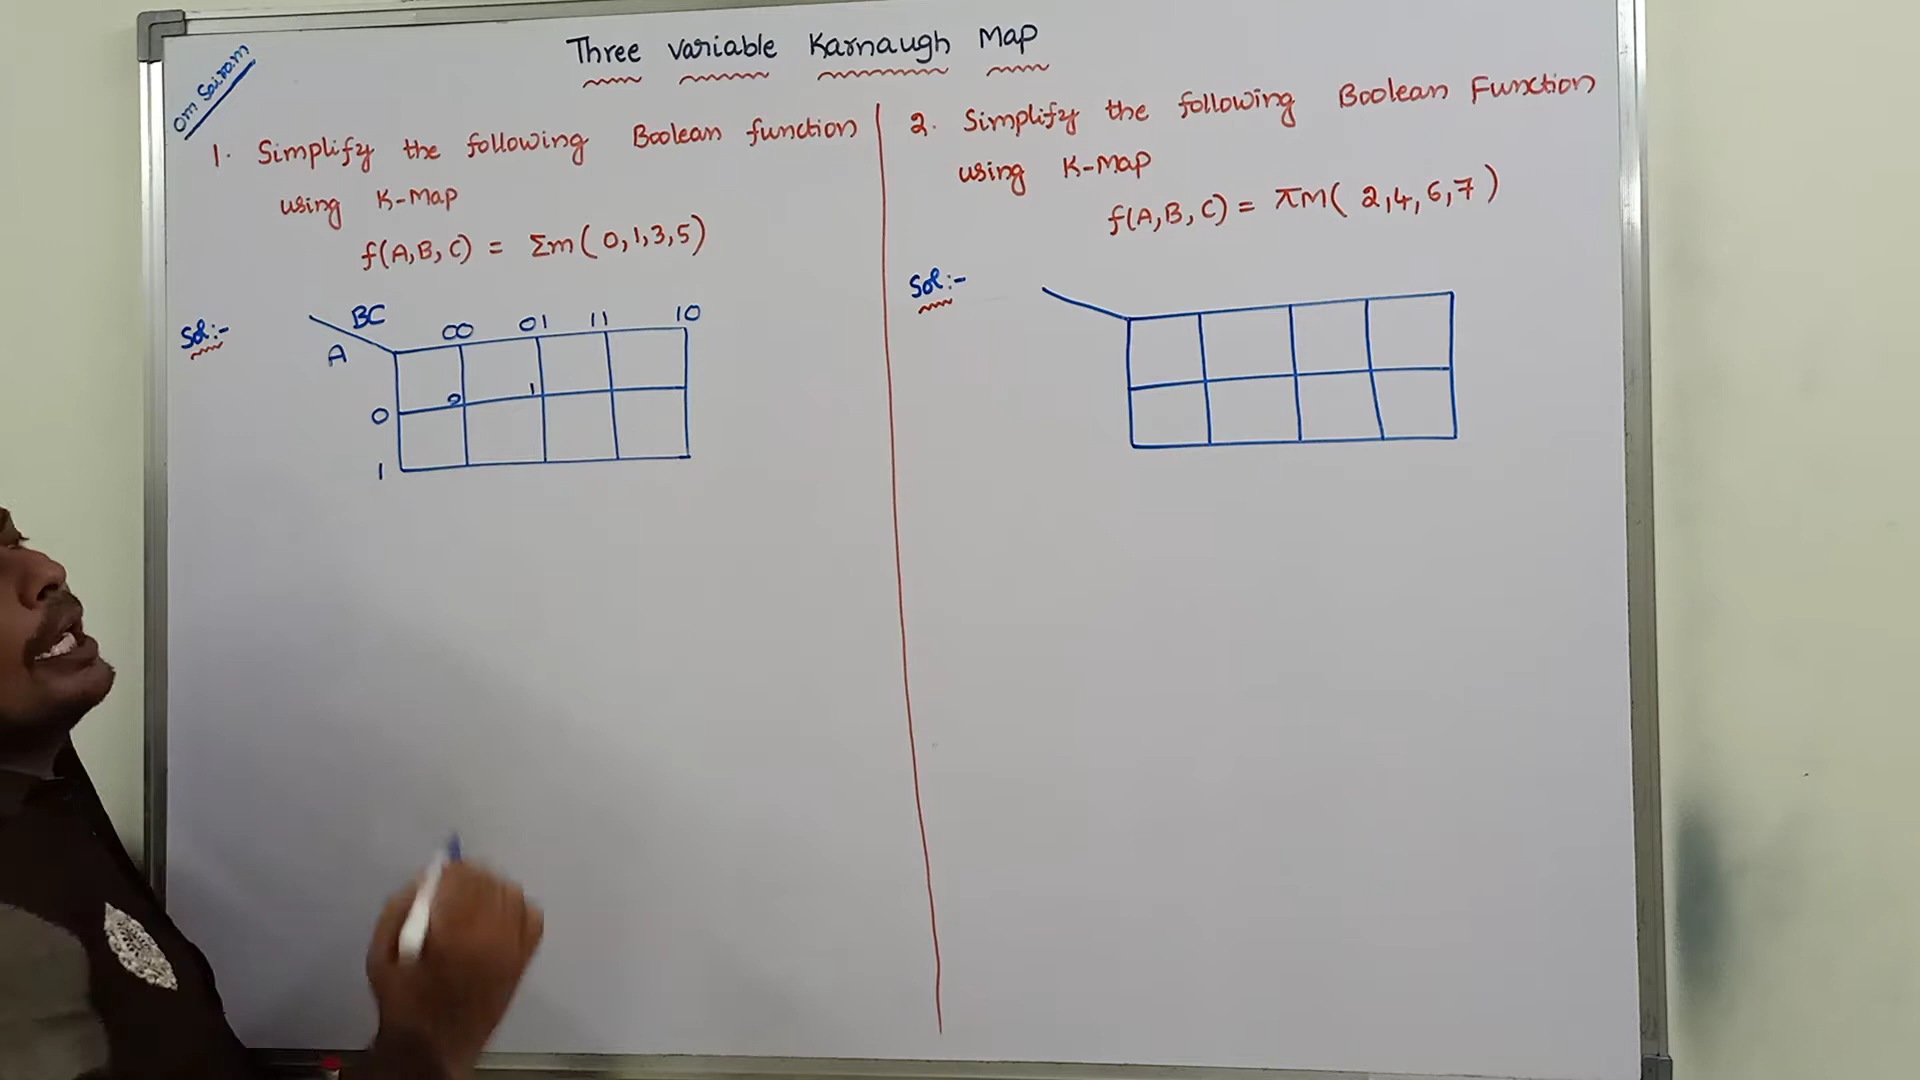 Om Sairam
Three variable Karnaugh Map
1. Simplify the following Boolean function
using K-Map
f(A,B,C) = Σm( 0,1,3,5)
Sol:-
BC
A
00 01 11 10
0 1
0
1
2. Simplify the following Boolean Function
using K-Map
f(A,B,C) = πM( 2,4,6,7)
Sol:-